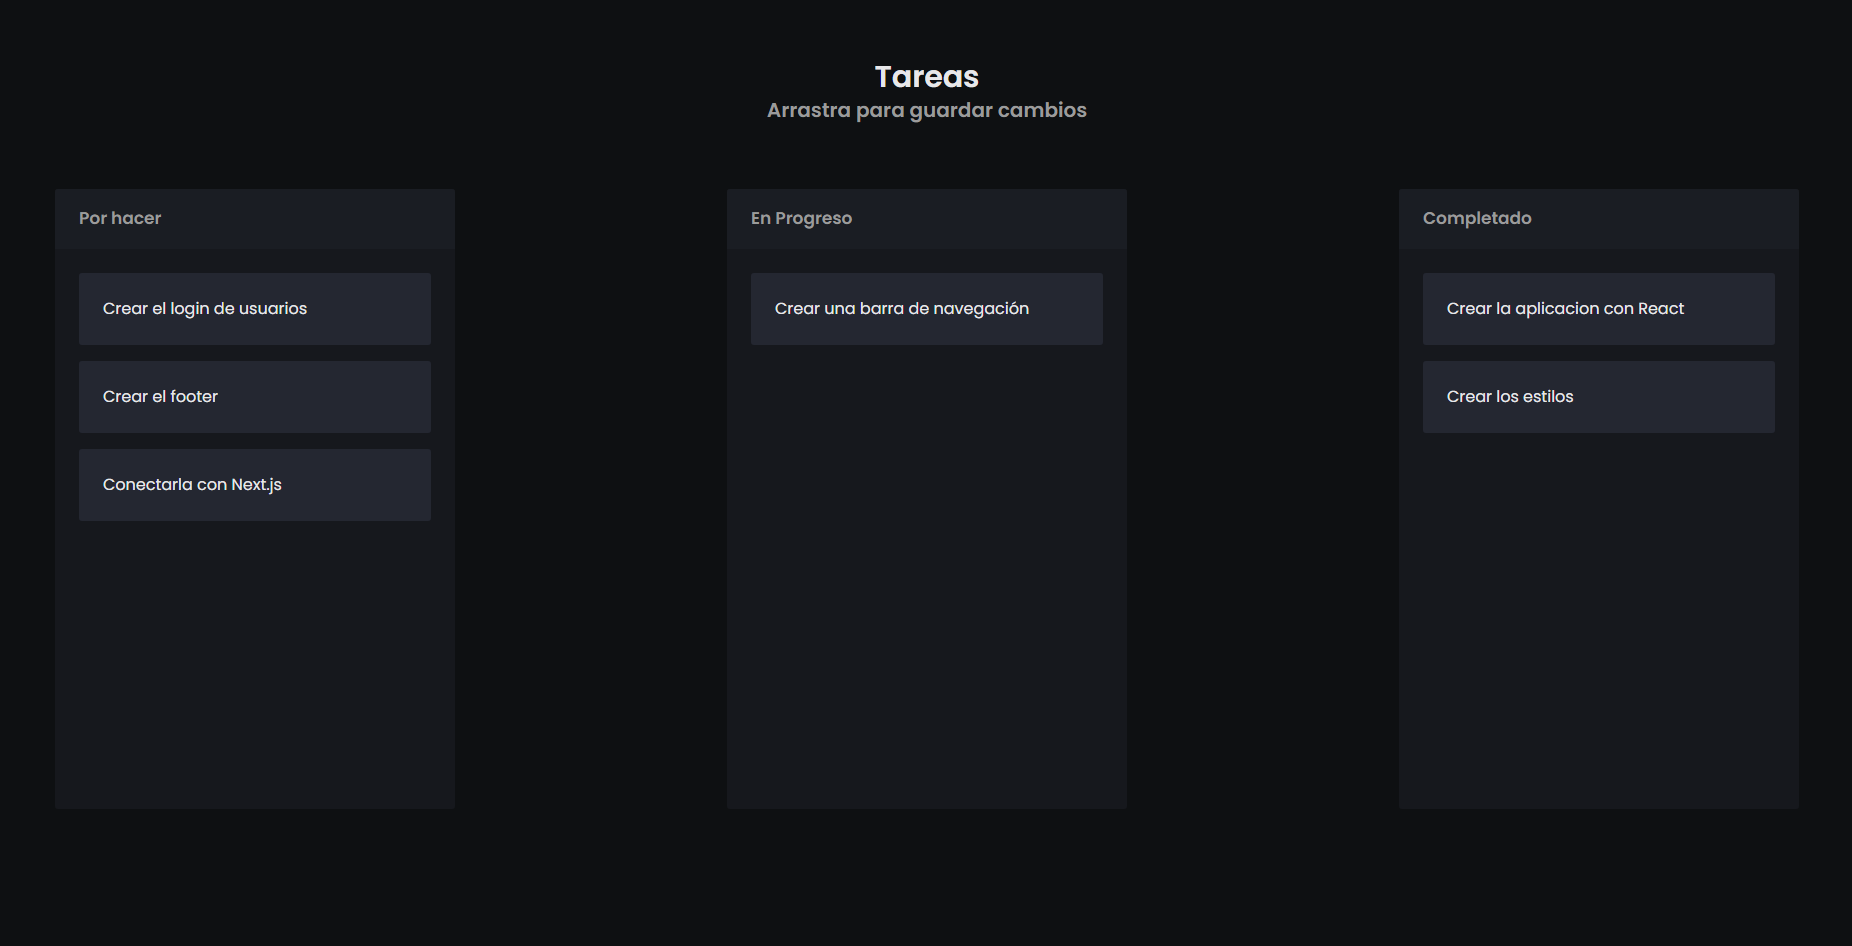 Tareas
Arrastra para guardar cambios
Por hacer
Crear el login de usuarios
Crear el footer
Conectarla con Next.js
En Progreso
Crear una barra de navegación
Completado
Crear la aplicacion con React
Crear los estilos